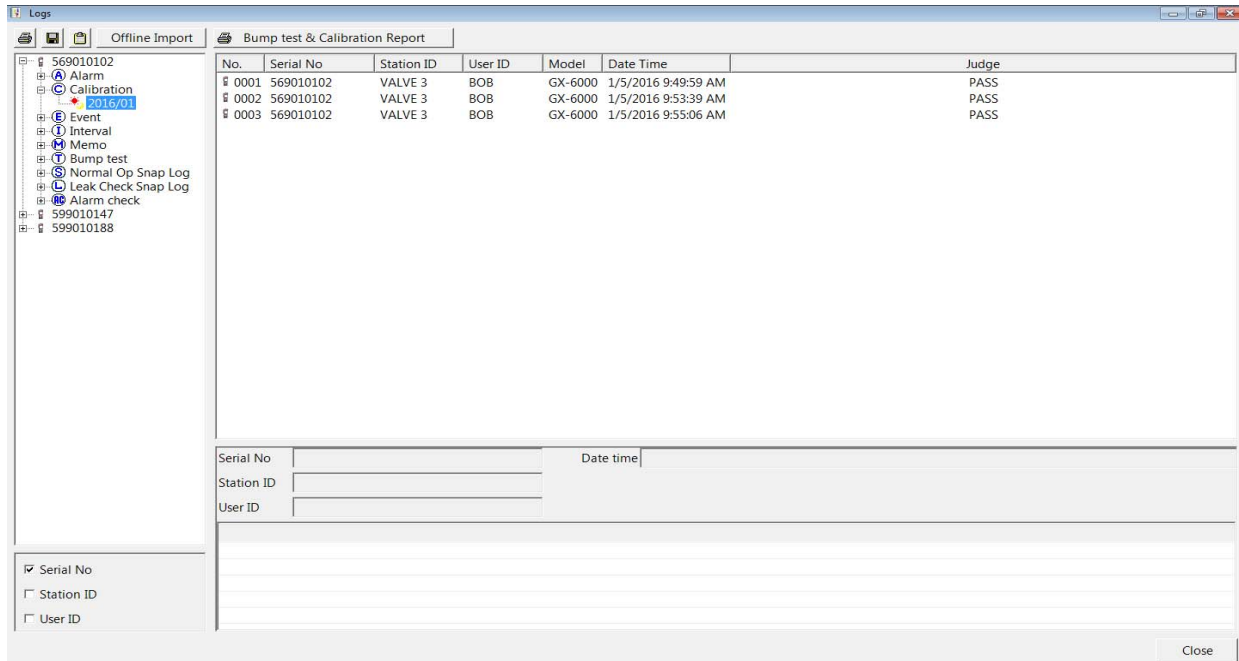 Logs
Offline Import
Bump test & Calibration Report
569010102
A Alarm
C Calibration
2016/01
E Event
I Interval
M Memo
T Bump test
S Normal Op Snap Log
L Leak Check Snap Log
AC Alarm check
599010147
599010188
No. Serial No Station ID User ID Model Date Time Judge
0001 569010102 VALVE 3 BOB GX-6000 1/5/2016 9:49:59 AM PASS
0002 569010102 VALVE 3 BOB GX-6000 1/5/2016 9:53:39 AM PASS
0003 569010102 VALVE 3 BOB GX-6000 1/5/2016 9:55:06 AM PASS
Serial No Date time
Station ID
User ID
Serial No
Station ID
User ID
Close